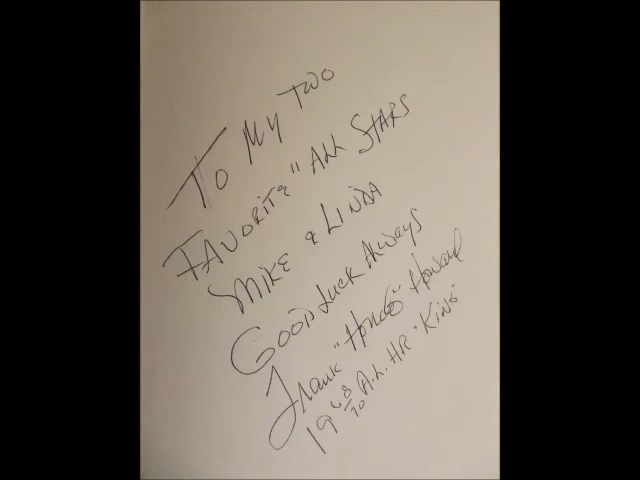 To My Two
FAVORITE "ALL STARS
MIKE & LINDA
GOOD LUCK ALWAYS
Frank "HONDO" Howard
1968/70 A.L. HR "KING"